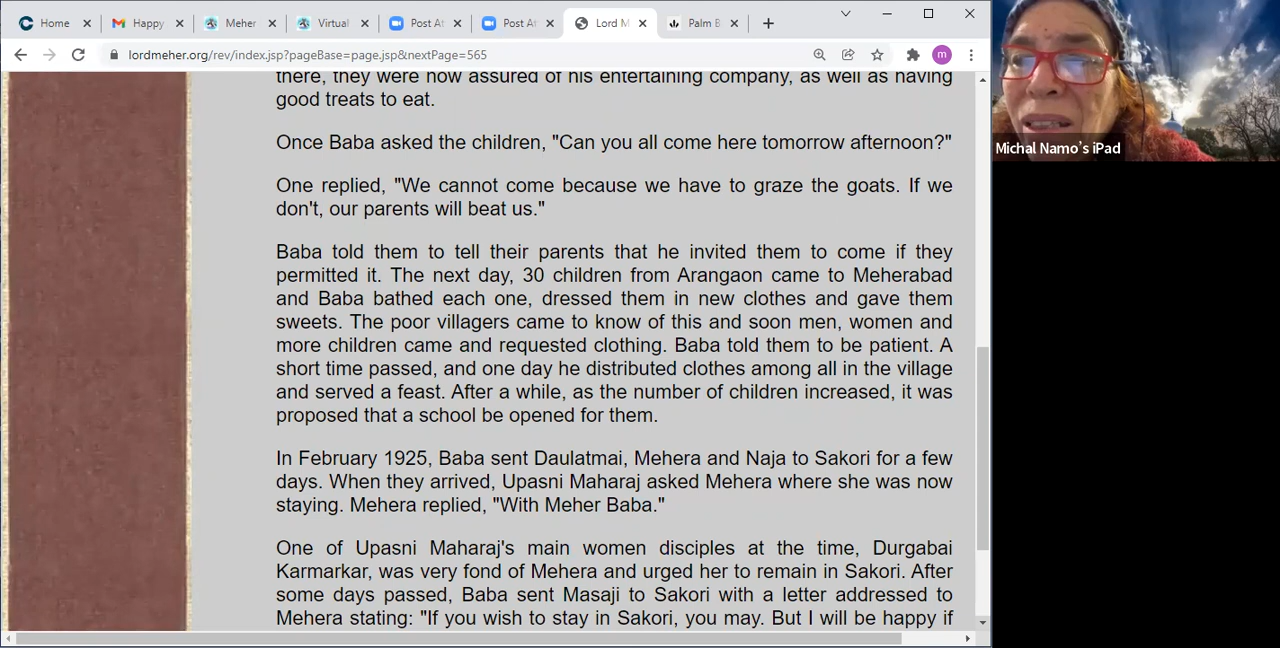 Home
Happy
Meher
Virtual
Post At
Post At
Lord M
Palm B
lordmeher.org/rev/index.jsp?pageBase=page.jsp&nextPage=565
m
there, they were now assured of his entertaining company, as well as having
good treats to eat.
Once Baba asked the children, "Can you all come here tomorrow afternoon?"
One replied, "We cannot come because we have to graze the goats. If we
don't, our parents will beat us."
Baba told them to tell their parents that he invited them to come if they
permitted it. The next day, 30 children from Arangaon came to Meherabad
and Baba bathed each one, dressed them in new clothes and gave them
sweets. The poor villagers came to know of this and soon men, women and
more children came and requested clothing. Baba told them to be patient. A
short time passed, and one day he distributed clothes among all in the village
and served a feast. After a while, as the number of children increased, it was
proposed that a school be opened for them.
In February 1925, Baba sent Daulatmai, Mehera and Naja to Sakori for a few
days. When they arrived, Upasni Maharaj asked Mehera where she was now
staying. Mehera replied, "With Meher Baba."
One of Upasni Maharaj's main women disciples at the time, Durgabai
Karmarkar, was very fond of Mehera and urged her to remain in Sakori. After
some days passed, Baba sent Masaji to Sakori with a letter addressed to
Mehera stating: "If you wish to stay in Sakori, you may. But I will be happy if
Michal Namo's iPad